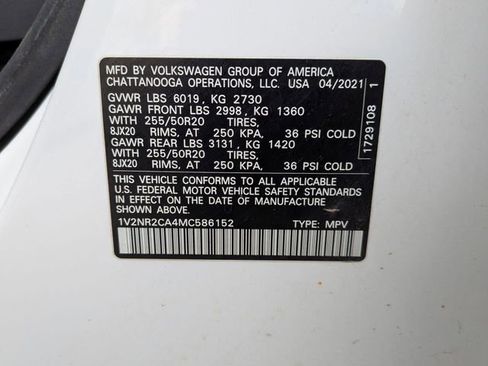 MFD BY VOLKSWAGEN GROUP OF AMERICA
CHATTANOOGA OPERATIONS, LLC. USA 04/2021
GVWR LBS 6019, KG 2730
GAWR FRONT LBS 2998, KG 1360
WITH 255/50R20 TIRES,
8JX20 RIMS, AT 250 KPA, 36 PSI COLD
GAWR REAR LBS 3131, KG 1420
WITH 255/50R20 TIRES,
8JX20 RIMS, AT 250 KPA, 36 PSI COLD
THIS VEHICLE CONFORMS TO ALL APPLICABLE
U.S. FEDERAL MOTOR VEHICLE SAFETY STANDARDS
IN EFFECT ON THE DATE OF MANUFACTURE
SHOWN ABOVE
1V2NR2CA4MC586152 TYPE: MPV
1729108 1